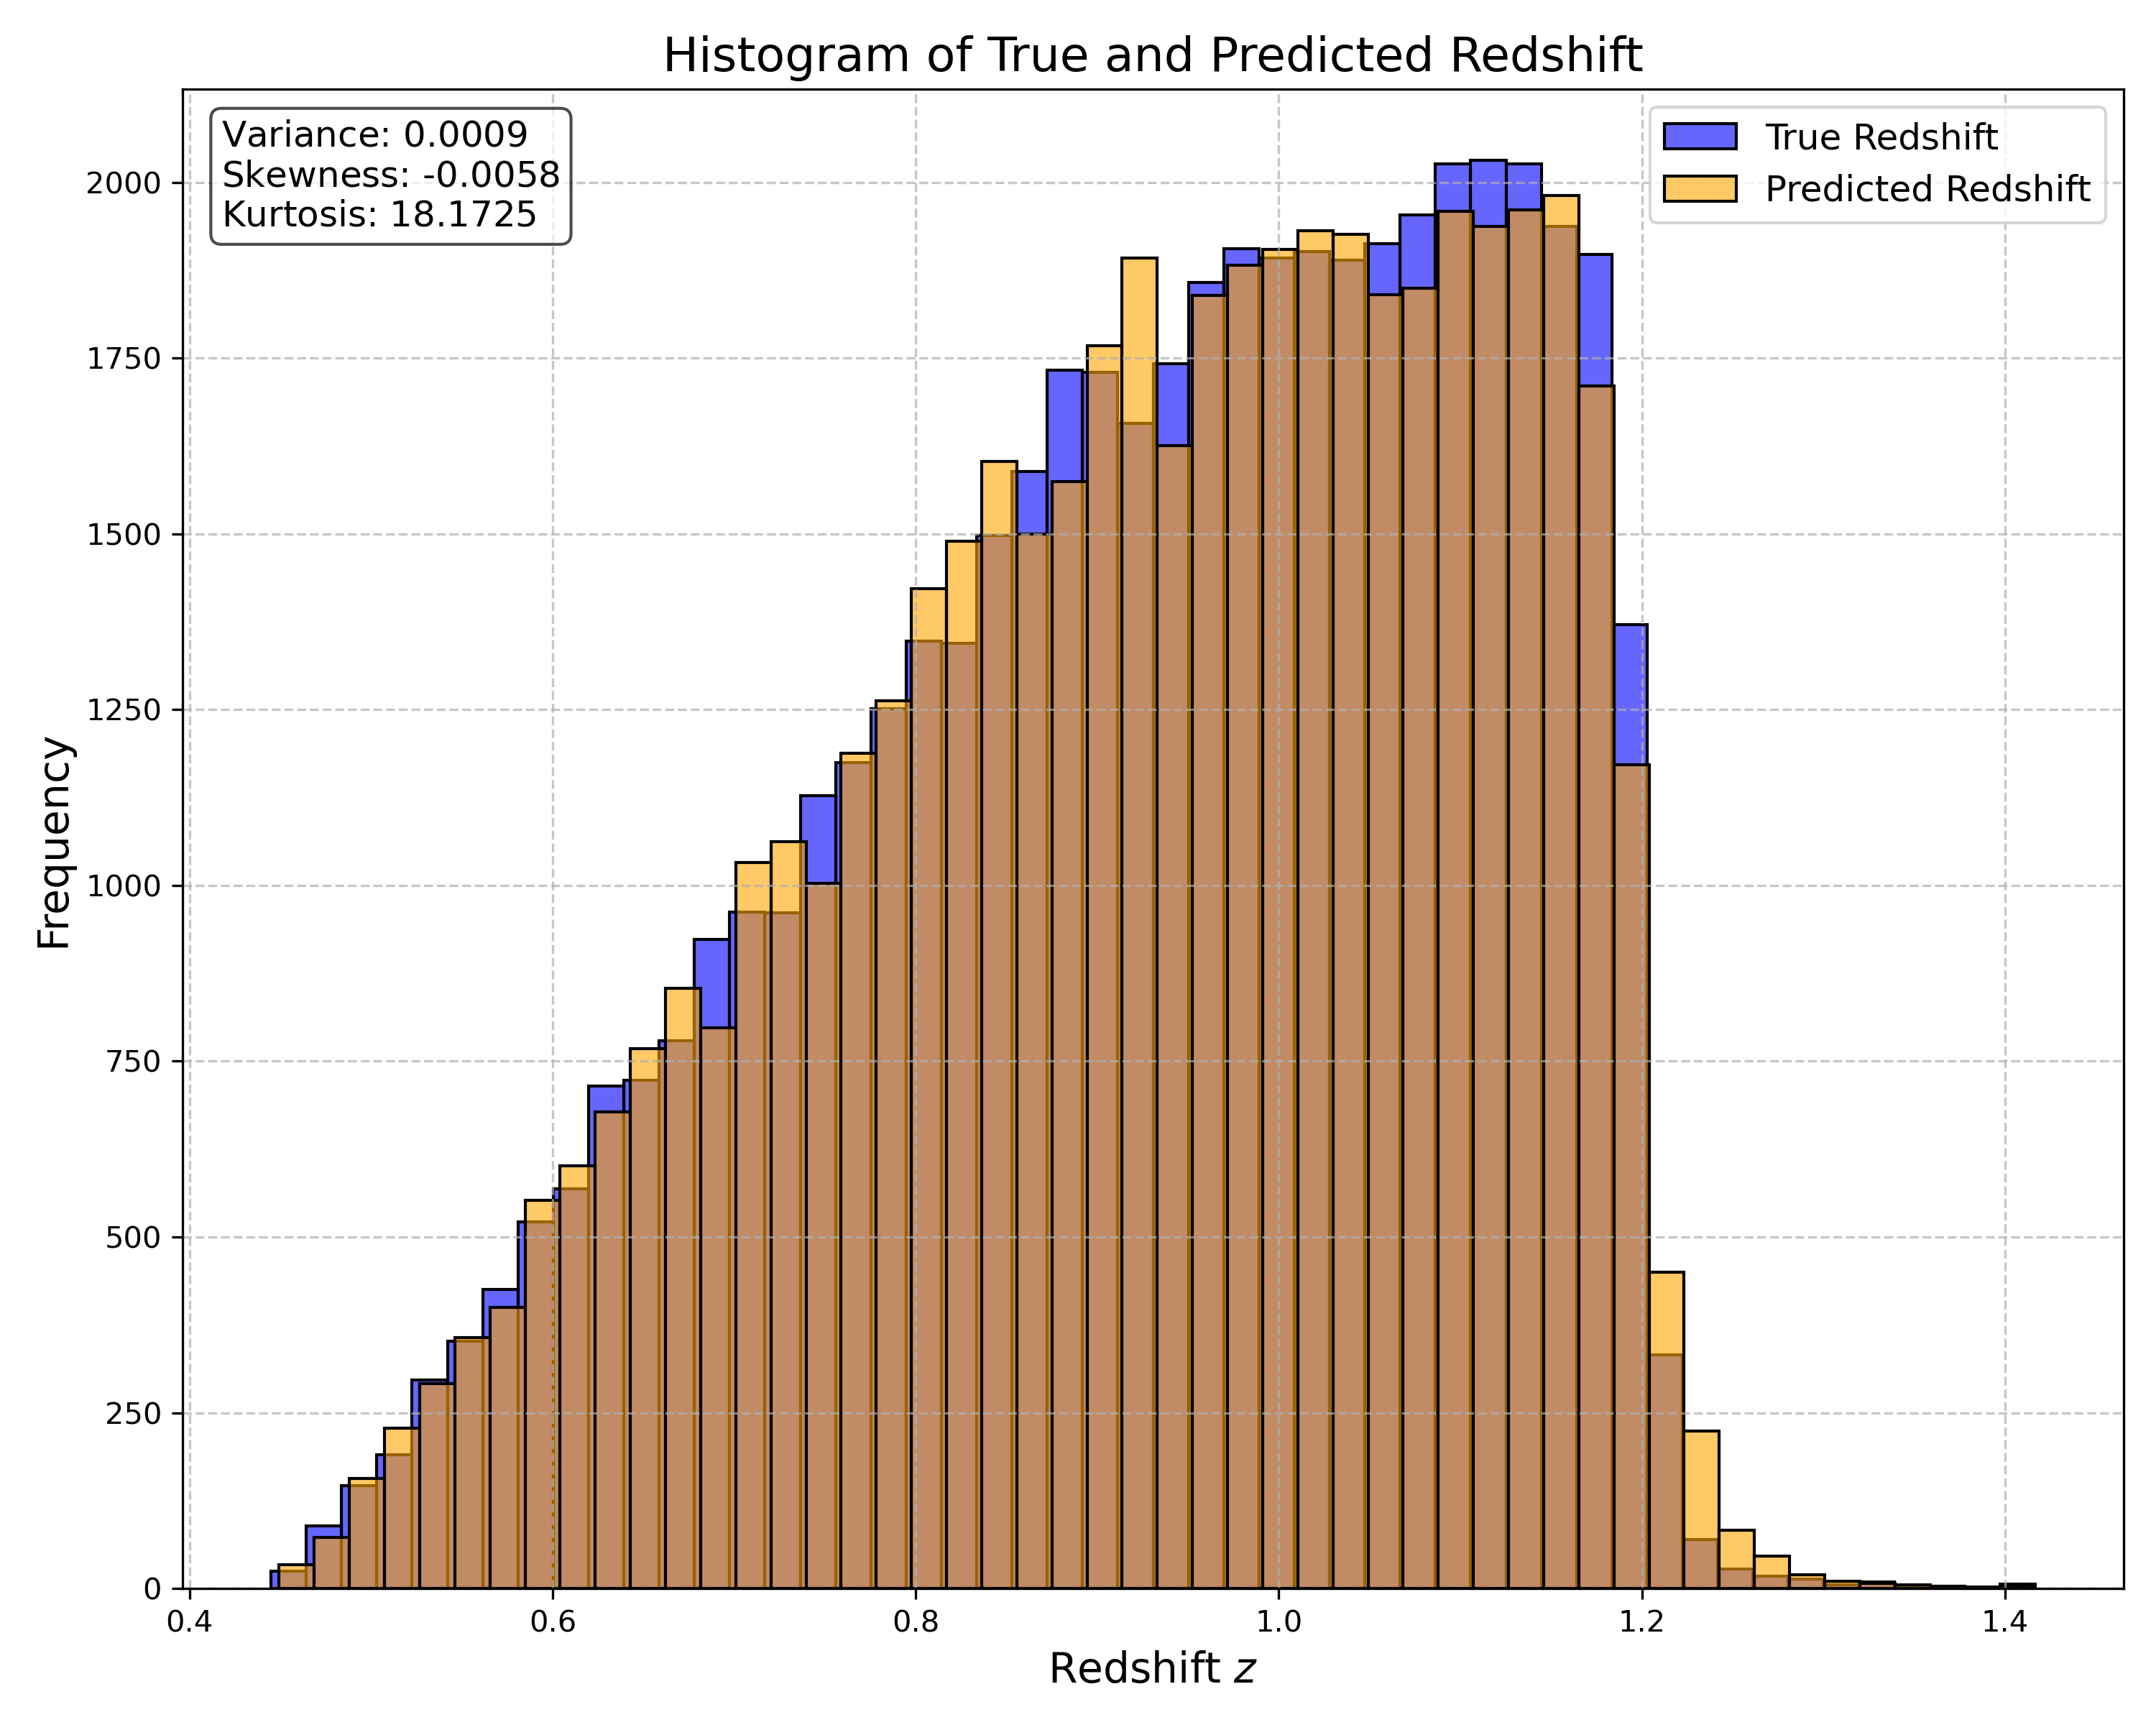 Histogram of True and Predicted Redshift
Variance: 0.0009
Skewness: -0.0058
Kurtosis: 18.1725
True Redshift
Predicted Redshift
2000
1750
1500
1250
1000
750
500
250
0
Frequency
0.4 0.6 0.8 1.0 1.2 1.4
Redshift z